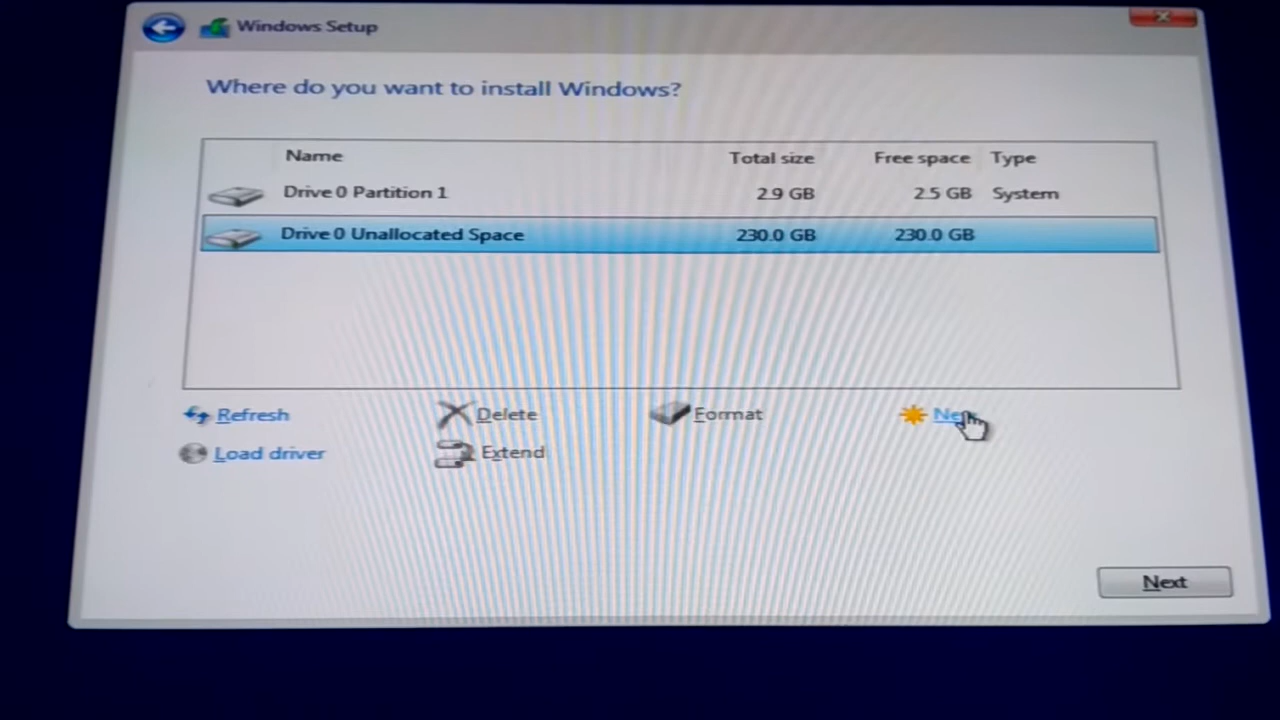 Windows Setup
Where do you want to install Windows?
Name Total size Free space Type
Drive 0 Partition 1 2.9 GB 2.5 GB System
Drive 0 Unallocated Space 230.0 GB 230.0 GB
Refresh Delete Format New
Load driver Extend
Next